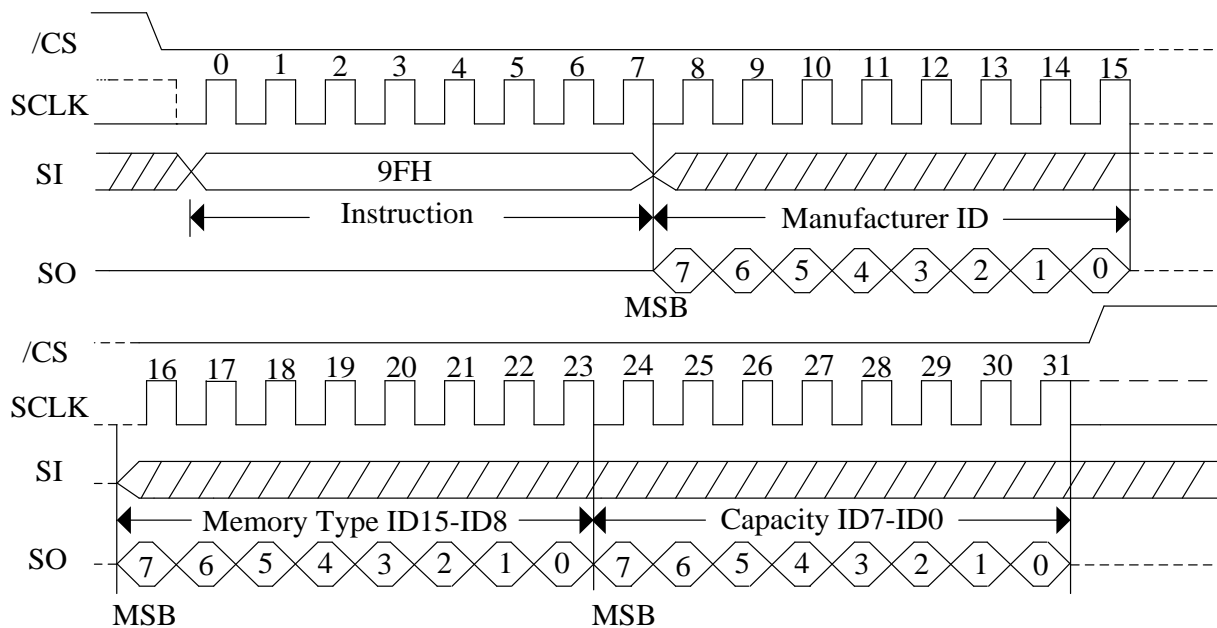 /CS
0 1 2 3 4 5 6 7 8 9 10 11 12 13 14 15
SCLK
SI 9FH
Instruction Manufacturer ID
SO 7 6 5 4 3 2 1 0
MSB
/CS
16 17 18 19 20 21 22 23 24 25 26 27 28 29 30 31
SCLK
SI
Memory Type ID15-ID8 Capacity ID7-ID0
SO 7 6 5 4 3 2 1 0 7 6 5 4 3 2 1 0
MSB MSB